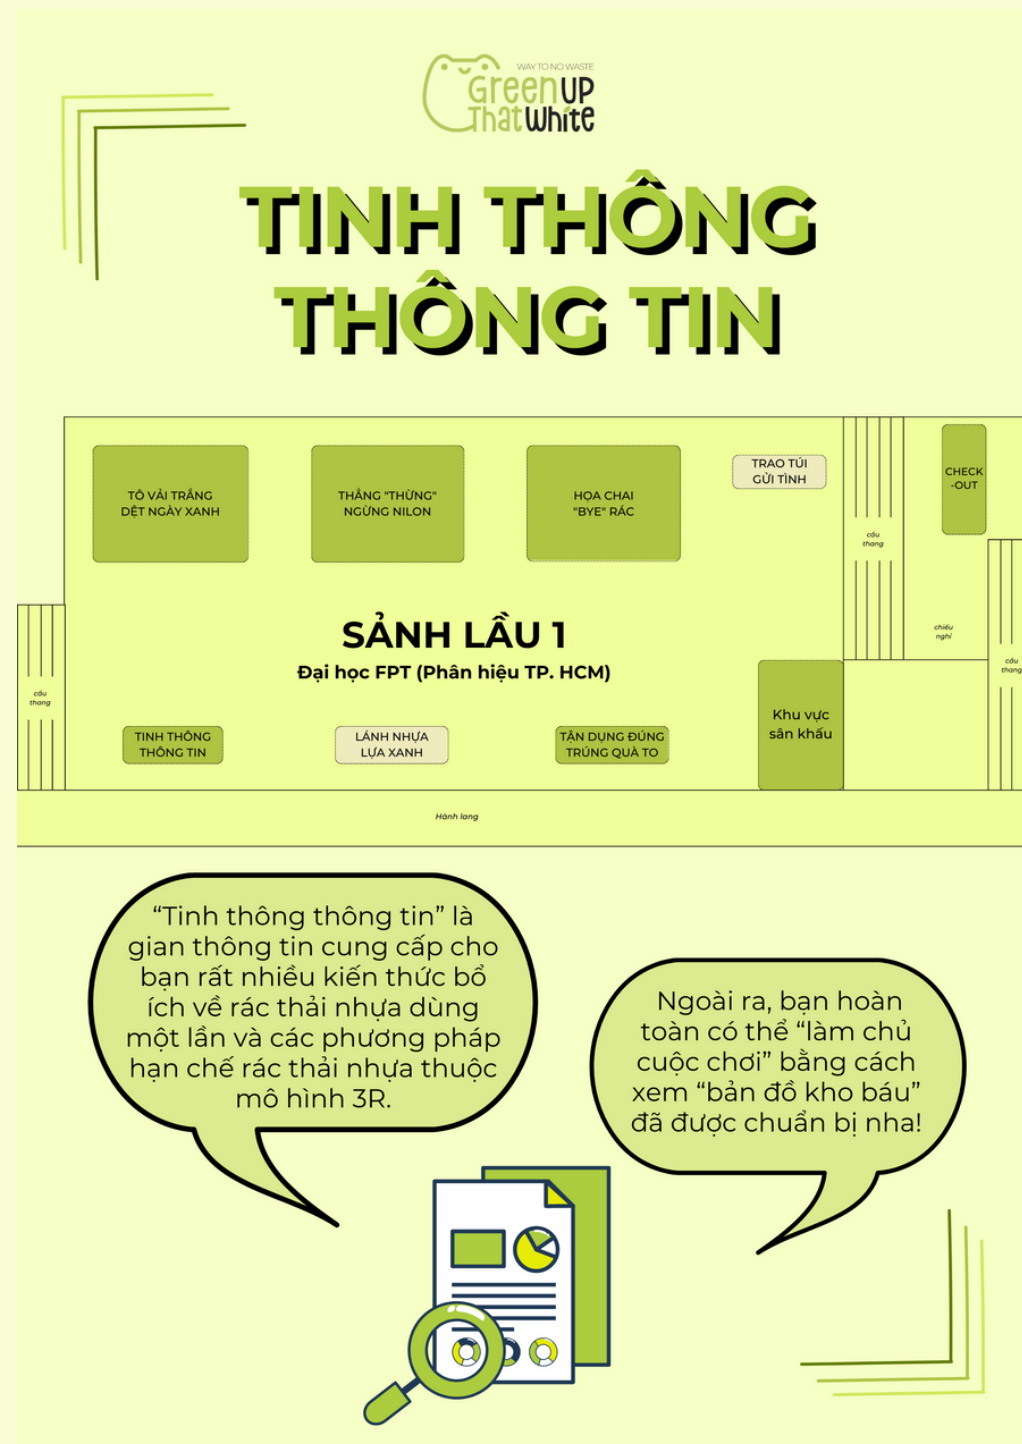 WAY TO NO WASTE
Green UP
That White
TINH THÔNG
THÔNG TIN
TÔ VẢI TRẮNG
DỆT NGÀY XANH
THẲNG "THỪNG"
NGỪNG NILON
HỌA CHAI
"BYE" RÁC
TRAO TÚI
GỬI TÌNH
CHECK
-OUT
cầu
thang
chiếu
nghỉ
cầu
thang
cầu
thang
SẢNH LẦU 1
Đại học FPT (Phân hiệu TP. HCM)
TINH THÔNG
THÔNG TIN
LÁNH NHỰA
LỰA XANH
TẬN DỤNG ĐÚNG
TRÚNG QUÀ TO
Khu vực
sân khấu
Hành lang
“Tinh thông thông tin” là
gian thông tin cung cấp cho
bạn rất nhiều kiến thức bổ
ích về rác thải nhựa dùng
một lần và các phương pháp
hạn chế rác thải nhựa thuộc
mô hình 3R.
Ngoài ra, bạn hoàn
toàn có thể “làm chủ
cuộc chơi” bằng cách
xem “bản đồ kho báu”
đã được chuẩn bị nha!